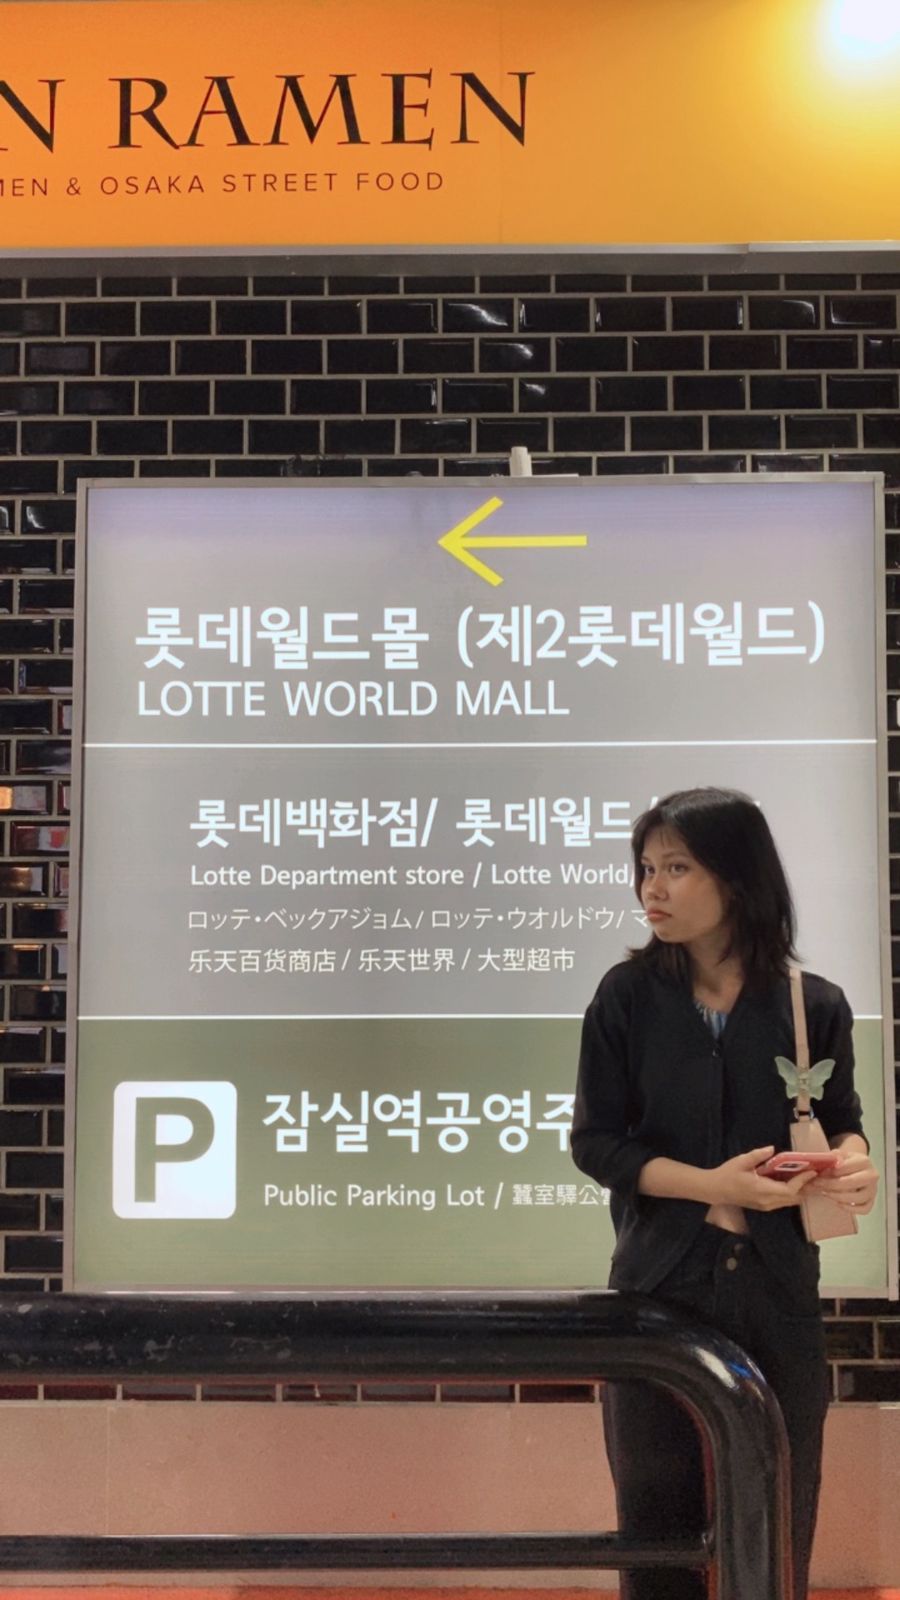 N RAMEN
MEN & OSAKA STREET FOOD
롯데월드몰 (제2롯데월드)
LOTTE WORLD MALL
롯데백화점/ 롯데월드/
Lotte Department store / Lotte World/
ロッテ・ベックアジョム/ ロッテ・ウオルドウ/ マ
乐天百货商店 / 乐天世界 / 大型超市
P 잠실역공영주
Public Parking Lot / 蠶室驛公營